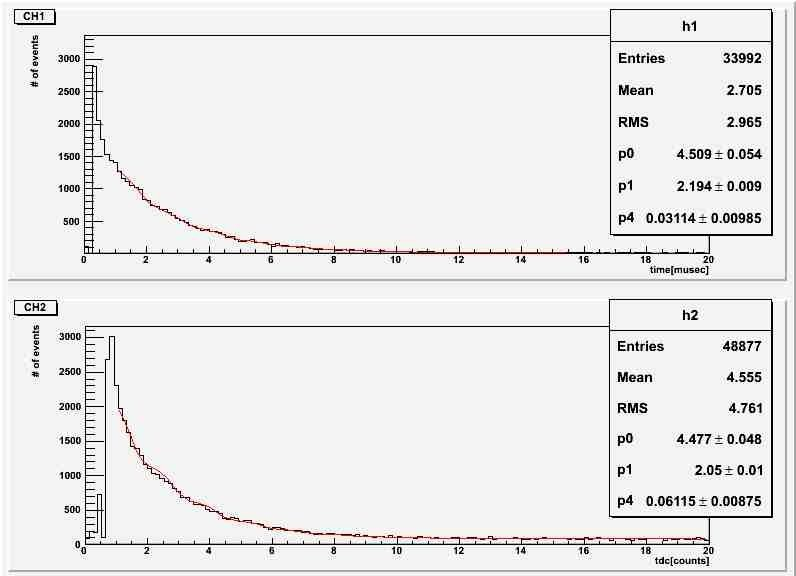 CH1
h1
Entries 33992
Mean 2.705
RMS 2.965
p0 4.509 ± 0.054
p1 2.194 ± 0.009
p4 0.03114 ± 0.00985
# of events
3000
2500
2000
1500
1000
500
0 2 4 6 8 10 12 14 16 18 20
time[musec]
CH2
h2
Entries 48877
Mean 4.555
RMS 4.761
p0 4.477 ± 0.048
p1 2.05 ± 0.01
p4 0.06115 ± 0.00875
# of events
3000
2500
2000
1500
1000
500
0
0 2 4 6 8 10 12 14 16 18 20
tdc[counts]